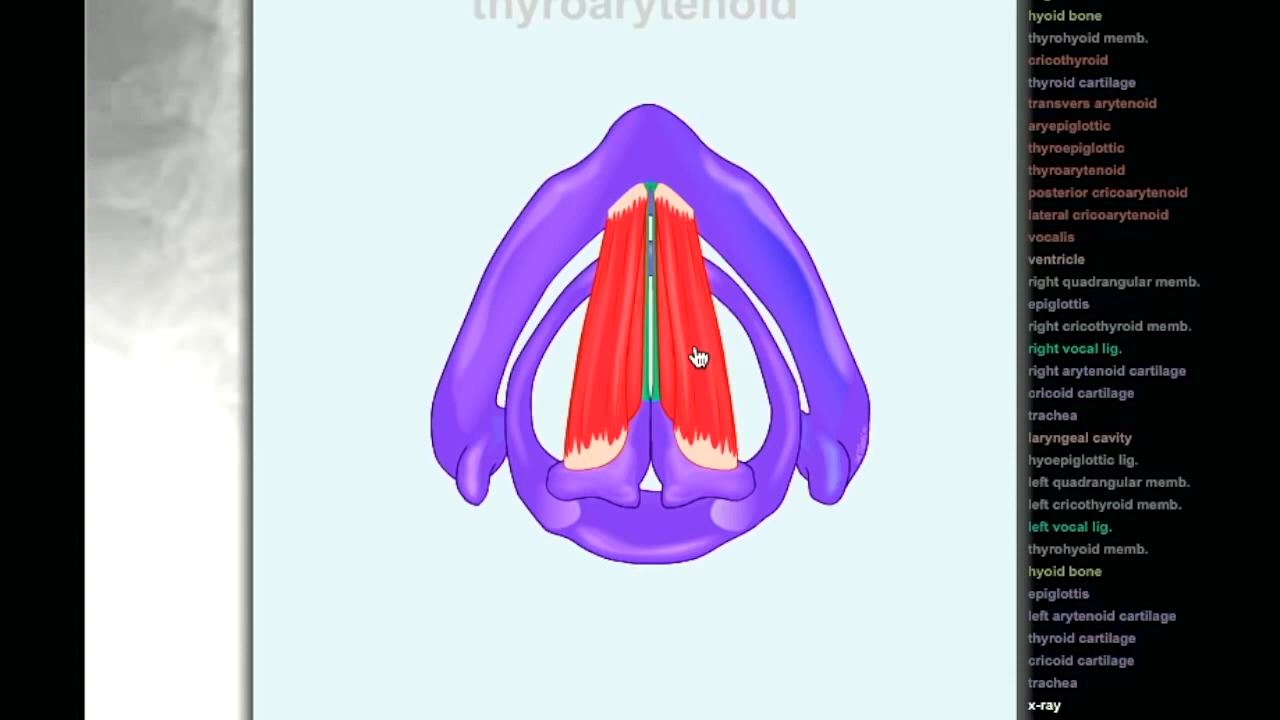 thyroarytenoid
hyoid bone
thyrohyoid memb.
cricothyroid
thyroid cartilage
transvers arytenoid
aryepiglottic
thyroepiglottic
thyroarytenoid
posterior cricoarytenoid
lateral cricoarytenoid
vocalis
ventricle
right quadrangular memb.
epiglottis
right cricothyroid memb.
right vocal lig.
right arytenoid cartilage
cricoid cartilage
trachea
laryngeal cavity
hyoepiglottic lig.
left quadrangular memb.
left cricothyroid memb.
left vocal lig.
thyrohyoid memb.
hyoid bone
epiglottis
left arytenoid cartilage
thyroid cartilage
cricoid cartilage
trachea
x-ray